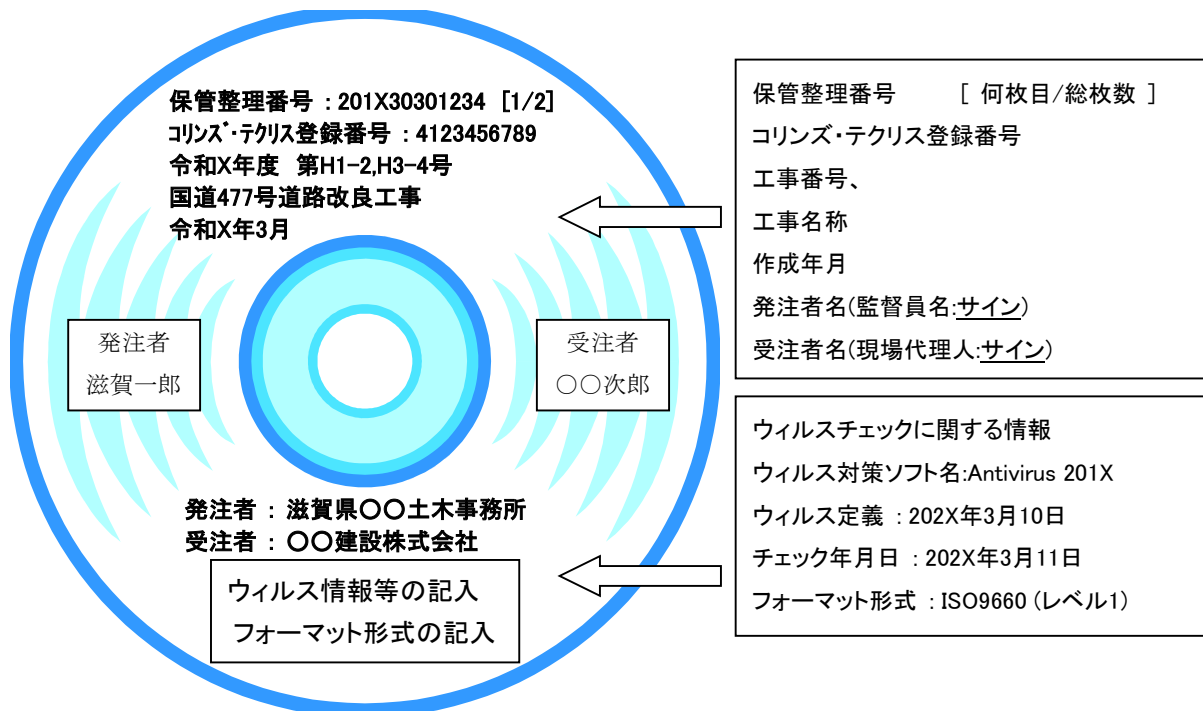 保管整理番号 : 201X30301234 [1/2]
コリンズ・テクリス登録番号 : 4123456789
令和X年度 第H1-2,H3-4号
国道477号道路改良工事
令和X年3月
発注者
滋賀一郎
受注者
〇〇次郎
発注者 : 滋賀県〇〇土木事務所
受注者 : 〇〇建設株式会社
ウィルス情報等の記入
フォーマット形式の記入
保管整理番号 [ 何枚目/総枚数 ]
コリンズ・テクリス登録番号
工事番号、
工事名称
作成年月
発注者名(監督員名:サイン)
受注者名(現場代理人:サイン)
ウィルスチェックに関する情報
ウィルス対策ソフト名:Antivirus 201X
ウィルス定義 : 202X年3月10日
チェック年月日 : 202X年3月11日
フォーマット形式 : ISO9660 (レベル1)